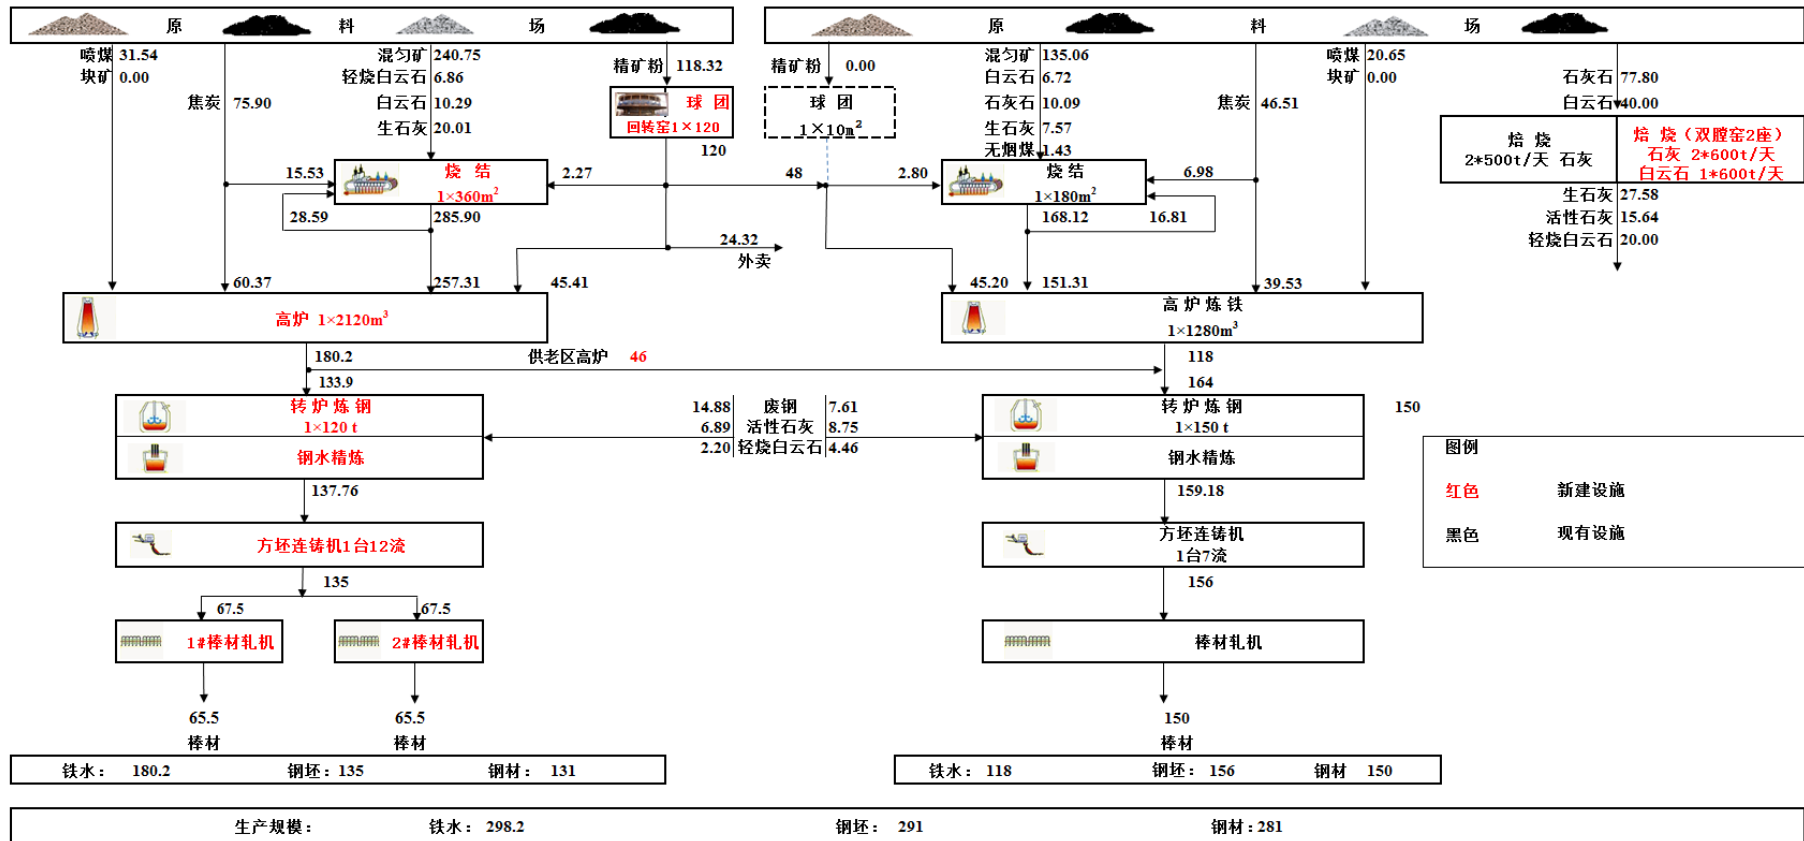 原 料 场
原 料 场
喷煤 31.54
块矿 0.00
焦炭 75.90
混匀矿 240.75
轻烧白云石 6.86
白云石 10.29
生石灰 20.01
精矿粉 118.32
球 团
回转窑1×120
120
精矿粉 0.00
球 团
1×10m²
混匀矿 135.06
白云石 6.72
石灰石 10.09
生石灰 7.57
无烟煤 1.43
焦炭 46.51
喷煤 20.65
块矿 0.00
石灰石 77.80
白云石 40.00
焙 烧
2*500t/天 石灰
焙 烧（双膛窑2座）
石灰 2*600t/天
白云石 1*600t/天
生石灰 27.58
活性石灰 15.64
轻烧白云石 20.00
15.53
烧 结
1×360m²
2.27
48
2.80
烧结
1×180m²
6.98
28.59
285.90
168.12
16.81
24.32
外卖
60.37
257.31
45.41
45.20
151.31
39.53
高炉 1×2120m³
高 炉 炼 铁
1×1280m³
180.2
供老区高炉 46
118
133.9
164
转 炉 炼 钢
1×120 t
钢水精炼
14.88 废钢 7.61
6.89 活性石灰 8.75
2.20 轻烧白云石 4.46
转 炉 炼 钢
1×150 t
钢水精炼
150
图例
红色 新建设施
黑色 现有设施
137.76
159.18
方坯连铸机1台12流
方坯连铸机
1台7流
135
156
67.5
67.5
1#棒材轧机
2#棒材轧机
棒材轧机
65.5
65.5
150
棒材
棒材
棒材
铁水： 180.2 钢坯：135 钢材： 131
铁水： 118 钢坯： 156 钢材 150
生产规模： 铁水： 298.2 钢坯： 291 钢材：281